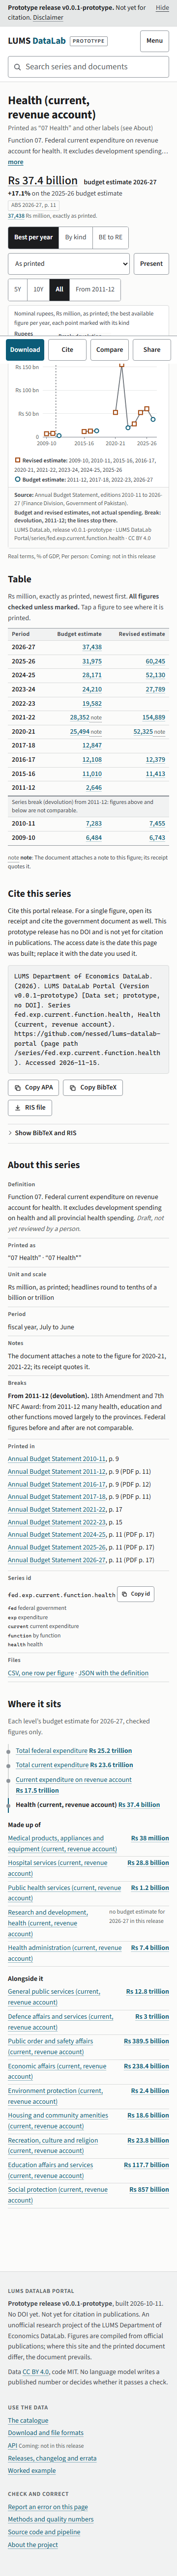 Prototype release v0.0.1-prototype. Not yet for citation. Disclaimer
Hide
LUMS DataLab
PROTOTYPE
Menu
Search series and documents
Health (current,
revenue account)
Printed as “07 Health” and other labels (see About)
Function 07. Federal current expenditure on revenue
account for health. It excludes development spending…
more
Rs 37.4 billion budget estimate 2026-27
+17.1% on the 2025-26 budget estimate
ABS 2026-27, p. 11
37,438 Rs million, exactly as printed.
Best per year
By kind
BE to RE
As printed
Present
5Y
10Y
All
From 2011-12
Nominal rupees, Rs million, as printed; the best available
figure per year, each point marked with its kind
Download
Cite
Compare
Share
Rs 150 bn
Rs 100 bn
Rs 50 bn
0
2009-10
2015-16
2020-21
2025-26
Revised estimate: 2009-10, 2010-11, 2015-16, 2016-17,
2020-21, 2021-22, 2023-24, 2024-25, 2025-26
Budget estimate: 2011-12, 2017-18, 2022-23, 2026-27
Source: Annual Budget Statement, editions 2010-11 to 2026-
27 (Finance Division, Government of Pakistan).
Budget and revised estimates, not actual spending. Break:
devolution, 2011-12; the lines stop there.
LUMS DataLab, release v0.0.1-prototype · LUMS DataLab
Portal/series/fed.exp.current.function.health · CC BY 4.0
Real terms, % of GDP, Per person: Coming: not in this release
Table
Rs million, exactly as printed, newest first. All figures
checked unless marked. Tap a figure to see where it is
printed.
Period Budget estimate Revised estimate
2026-27 37,438
2025-26 31,975 60,245
2024-25 28,171 52,130
2023-24 24,210 27,789
2022-23 19,582
2021-22 28,352 note 154,889
2020-21 25,494 note 52,325 note
2017-18 12,847
2016-17 12,108 12,379
2015-16 11,010 11,413
2011-12 2,646
Series break (devolution) from 2011-12: figures above and
below are not comparable.
2010-11 7,283 7,455
2009-10 6,484 6,743
note note: The document attaches a note to this figure; its receipt
quotes it.
Cite this series
Cite this portal release. For a single figure, open its
receipt and cite the government document as well. This
prototype release has no DOI and is not yet for citation
in publications. The access date is the date this page
was built; replace it with the date you used it.
LUMS Department of Economics DataLab.
(2026). LUMS DataLab Portal (Version
v0.0.1-prototype) [Data set; prototype,
no DOI]. Series
fed.exp.current.function.health, Health
(current, revenue account).
https://github.com/nessed/lums-datalab-
portal (page path
/series/fed.exp.current.function.health
). Accessed 2026-11-15.
Copy APA
Copy BibTeX
RIS file
Show BibTeX and RIS
About this series
Definition
Function 07. Federal current expenditure on revenue
account for health. It excludes development spending
on health and all provincial health spending. Draft, not
yet reviewed by a person.
Printed as
“07 Health” · “07 Health*”
Unit and scale
Rs million, as printed; headlines round to tenths of a
billion or trillion
Period
fiscal year, July to June
Notes
The document attaches a note to the figure for 2020-21,
2021-22; its receipt quotes it.
Breaks
From 2011-12 (devolution). 18th Amendment and 7th
NFC Award: from 2011-12 many health, education and
other functions moved largely to the provinces. Federal
figures before and after are not comparable.
Printed in
Annual Budget Statement 2010-11, p. 9
Annual Budget Statement 2011-12, p. 9 (PDF p. 11)
Annual Budget Statement 2016-17, p. 9 (PDF p. 12)
Annual Budget Statement 2017-18, p. 9 (PDF p. 11)
Annual Budget Statement 2021-22, p. 17
Annual Budget Statement 2022-23, p. 15
Annual Budget Statement 2024-25, p. 11 (PDF p. 17)
Annual Budget Statement 2025-26, p. 11 (PDF p. 17)
Annual Budget Statement 2026-27, p. 11 (PDF p. 17)
Series id
fed.exp.current.function.health
Copy id
fed federal government
exp expenditure
current current expenditure
function by function
health health
Files
CSV, one row per figure · JSON with the definition
Where it sits
Each level's budget estimate for 2026-27, checked
figures only.
Total federal expenditure Rs 25.2 trillion
Total current expenditure Rs 23.6 trillion
Current expenditure on revenue account
Rs 17.5 trillion
Health (current, revenue account) Rs 37.4 billion
Made up of
Medical products, appliances and
equipment (current, revenue account)
Rs 38 million
Hospital services (current, revenue
account)
Rs 28.8 billion
Public health services (current, revenue
account)
Rs 1.2 billion
Research and development,
health (current, revenue
account)
no budget estimate for
2026-27 in this release
Health administration (current, revenue
account)
Rs 7.4 billion
Alongside it
General public services (current,
revenue account)
Rs 12.8 trillion
Defence affairs and services (current,
revenue account)
Rs 3 trillion
Public order and safety affairs
(current, revenue account)
Rs 389.5 billion
Economic affairs (current, revenue
account)
Rs 238.4 billion
Environment protection (current,
revenue account)
Rs 2.4 billion
Housing and community amenities
(current, revenue account)
Rs 18.6 billion
Recreation, culture and religion
(current, revenue account)
Rs 23.8 billion
Education affairs and services
(current, revenue account)
Rs 117.7 billion
Social protection (current, revenue
account)
Rs 857 billion
LUMS DATALAB PORTAL
Prototype release v0.0.1-prototype, built 2026-10-11.
No DOI yet. Not yet for citation in publications. An
unofficial research project of the LUMS Department of
Economics DataLab. Figures are compiled from official
publications; where this site and the printed document
differ, the document prevails.
Data CC BY 4.0, code MIT. No language model writes a
published number or decides whether it passes a check.
USE THE DATA
The catalogue
Download and file formats
API Coming: not in this release
Releases, changelog and errata
Worked example
CHECK AND CORRECT
Report an error on this page
Methods and quality numbers
Source code and pipeline
About the project